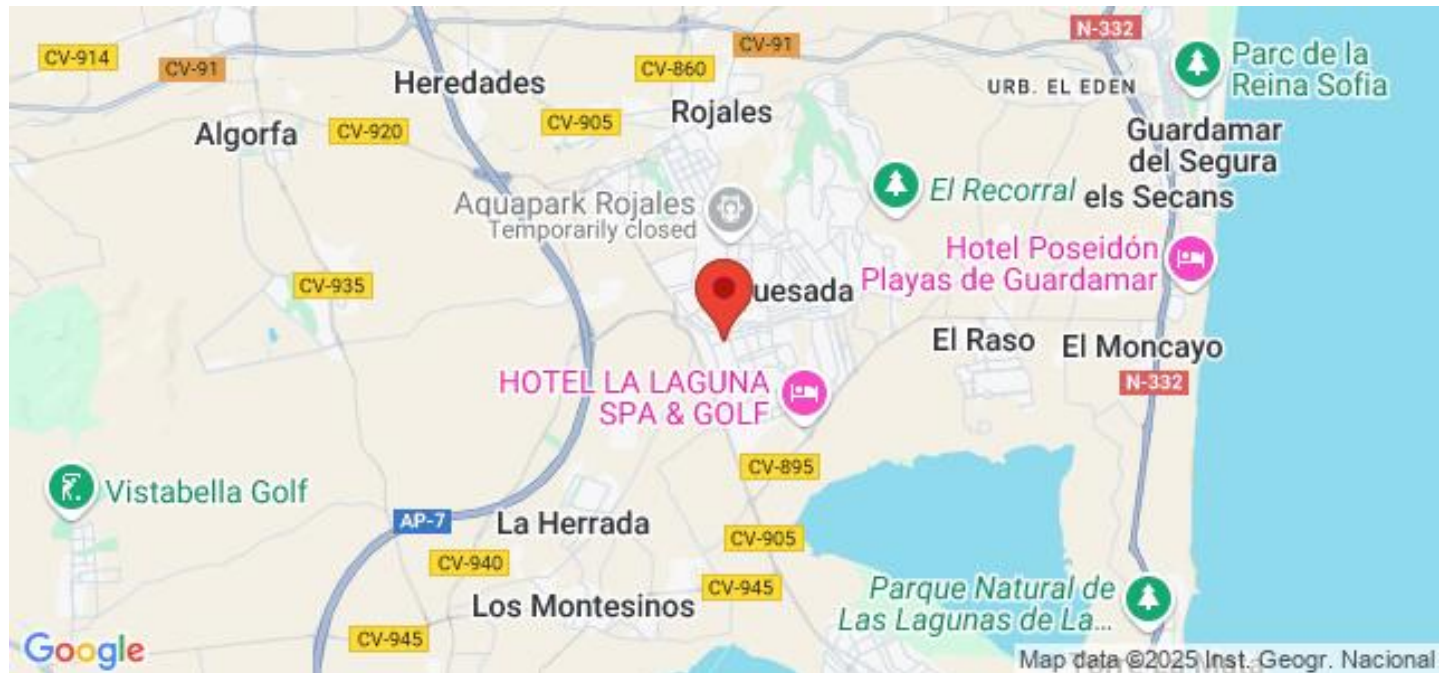 N-332
CV-914
CV-91
CV-91
Parc de la
Reina Sofia
Heredades
CV-860
URB. EL EDEN
Rojales
CV-905
CV-920
Algorfa
Guardamar
del Segura
El Recorral
els Secans
Aquapark Rojales
Temporarily closed
Hotel Poseidón
Playas de Guardamar
CV-935
uesada
El Raso
El Moncayo
HOTEL LA LAGUNA
SPA & GOLF
N-332
CV-895
Vistabella Golf
AP-7
La Herrada
CV-905
CV-940
CV-945
Parque Natural de
Las Lagunas de La...
Los Montesinos
CV-945
Google
Map data ©2025 Inst. Geogr. Nacional